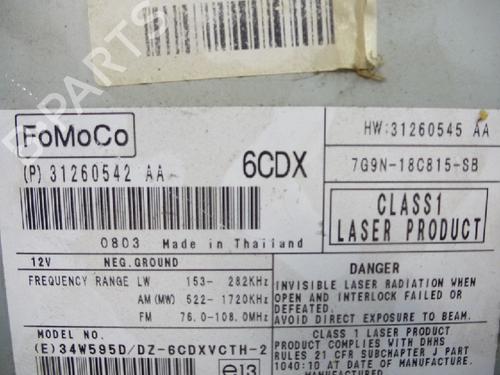 FoMoCo
(P) 31260542 AA
6CDX
HW:31260545 AA
7G9N-18C815-SB
CLASS1
LASER PRODUCT
0803 Made in Thailand
12V NEG.GROUND
FREQUENCY RANGE LW 153- 282KHz
AM(MW) 522- 1720KHz
FM 76.0-108.0MHz
MODEL NO.
(E)34W595D/DZ-6CDXVCTH-2
DANGER
INVISIBLE LASER RADIATION WHEN
OPEN AND INTERLOCK FAILED OR
DEFEATED.
AVOID DIRECT EXPOSURE TO BEAM.
CLASS 1 LASER PRODUCT
PRODUCT COMPLIES WITH DHHS
RULES 21 CFR SUBCHAPTER J PART
1040:10 AT DATE OF MANUFACTURE.
e13
B-PARTS